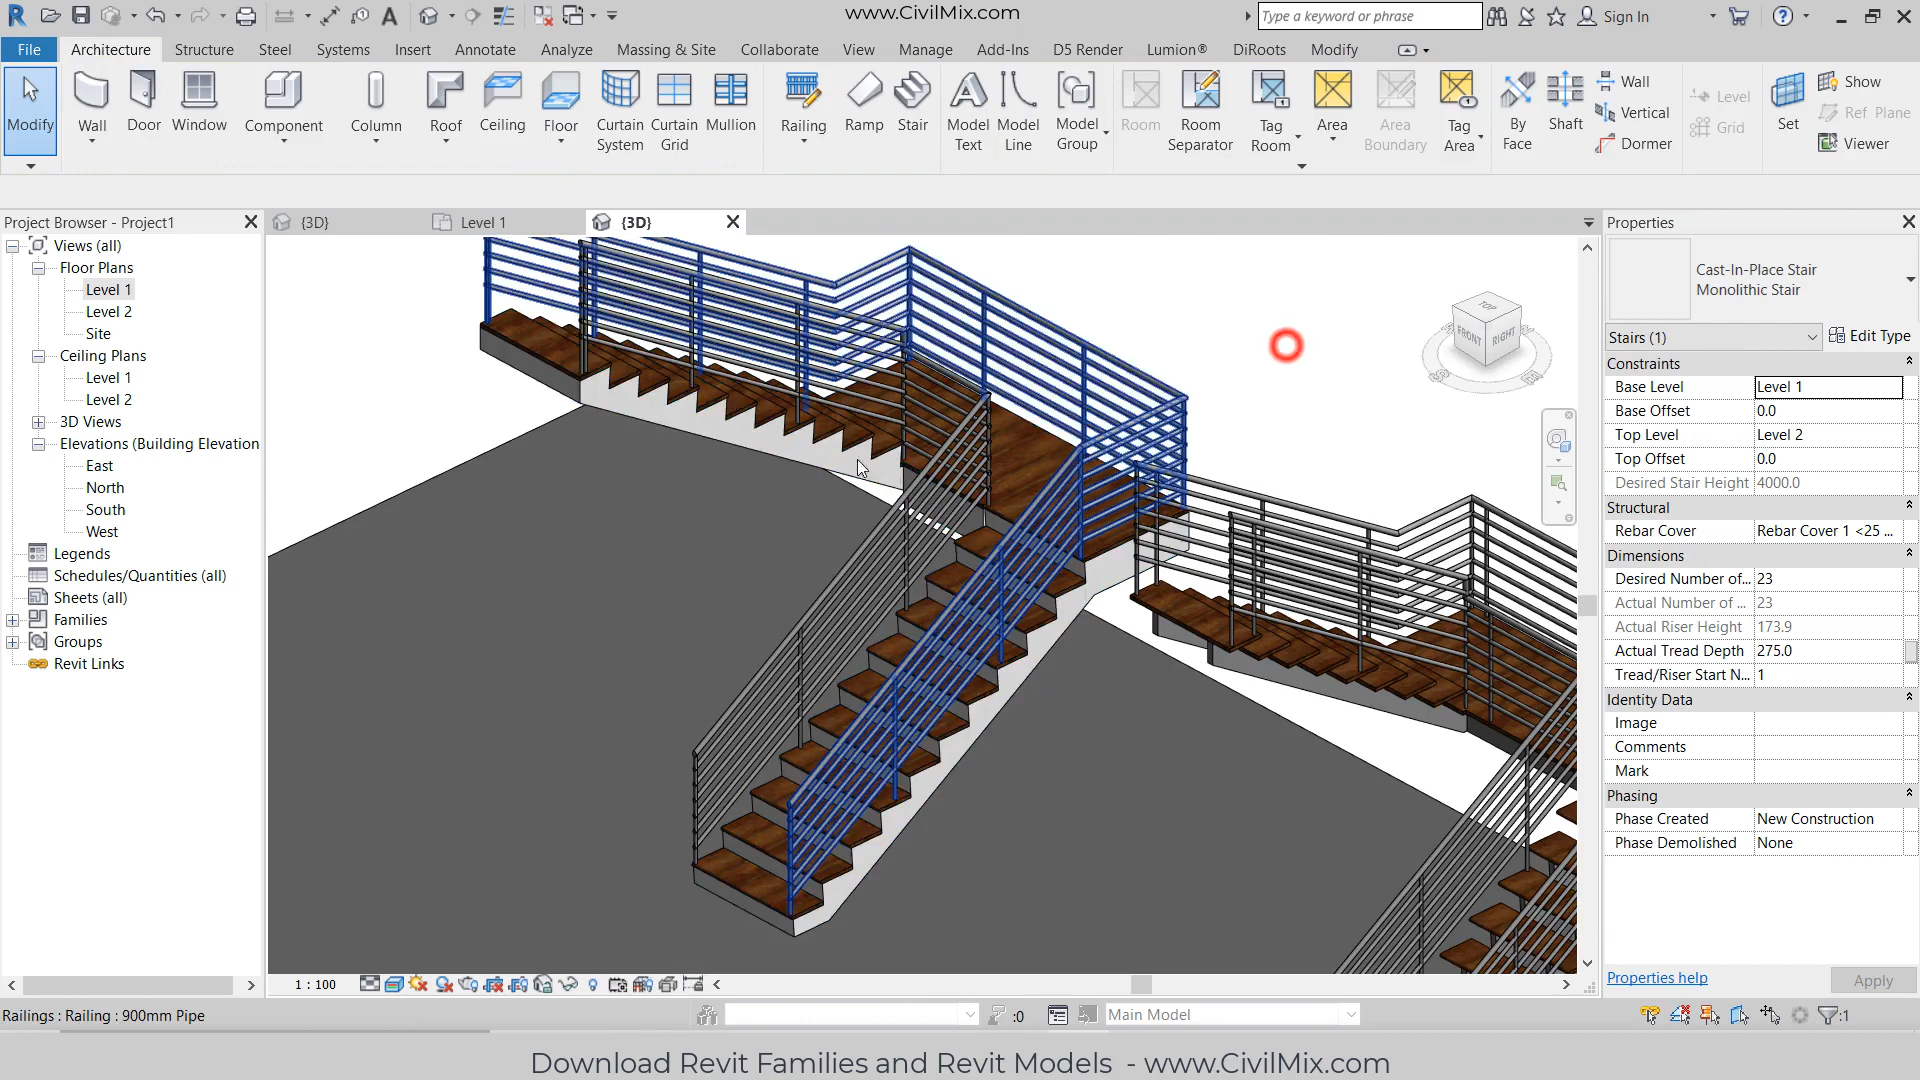 www.CivilMix.com
Type a keyword or phrase
Sign In
File Architecture Structure Steel Systems Insert Annotate Analyze Massing & Site Collaborate View Manage Add-Ins D5 Render Lumion® DiRoots Modify
Modify
Wall
Door
Window
Component
Column
Roof
Ceiling
Floor
Curtain System
Curtain Grid
Mullion
Railing
Ramp
Stair
Model Text
Model Line
Model Group
Room
Room Separator
Tag Room
Area
Area Boundary
Tag Area
By Face
Shaft
Wall
Vertical
Dormer
Level
Grid
Set
Show
Ref Plane
Viewer
Project Browser - Project1
{3D}
Level 1
{3D}
Views (all)
Floor Plans
Level 1
Level 2
Site
Ceiling Plans
Level 1
Level 2
3D Views
Elevations (Building Elevation
East
North
South
West
Legends
Schedules/Quantities (all)
Sheets (all)
Families
Groups
Revit Links
TOP
FRONT
RIGHT
Properties
Cast-In-Place Stair
Monolithic Stair
Stairs (1)
Edit Type
Constraints
Base Level Level 1
Base Offset 0.0
Top Level Level 2
Top Offset 0.0
Desired Stair Height 4000.0
Structural
Rebar Cover Rebar Cover 1 <25 ...
Dimensions
Desired Number of... 23
Actual Number of ... 23
Actual Riser Height 173.9
Actual Tread Depth 275.0
Tread/Riser Start N... 1
Identity Data
Image
Comments
Mark
Phasing
Phase Created New Construction
Phase Demolished None
Properties help
Apply
1 : 100
Railings : Railing : 900mm Pipe
:0
Main Model
:1
Download Revit Families and Revit Models - www.CivilMix.com